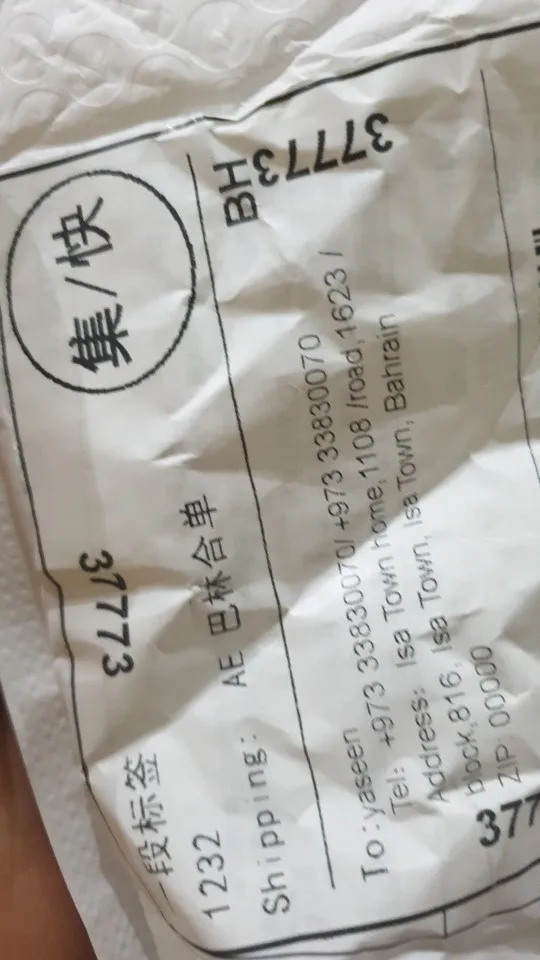 一段标签
37773
集/快
1232
Shipping: AE 巴林合单
BH
37773
To:yaseen
Tel: +973 33830070/ +973 33830070
Address: Isa Town home,1108 /road,1623 /
block,816, Isa Town, Isa Town, Bahrain
ZIP: 00000
377